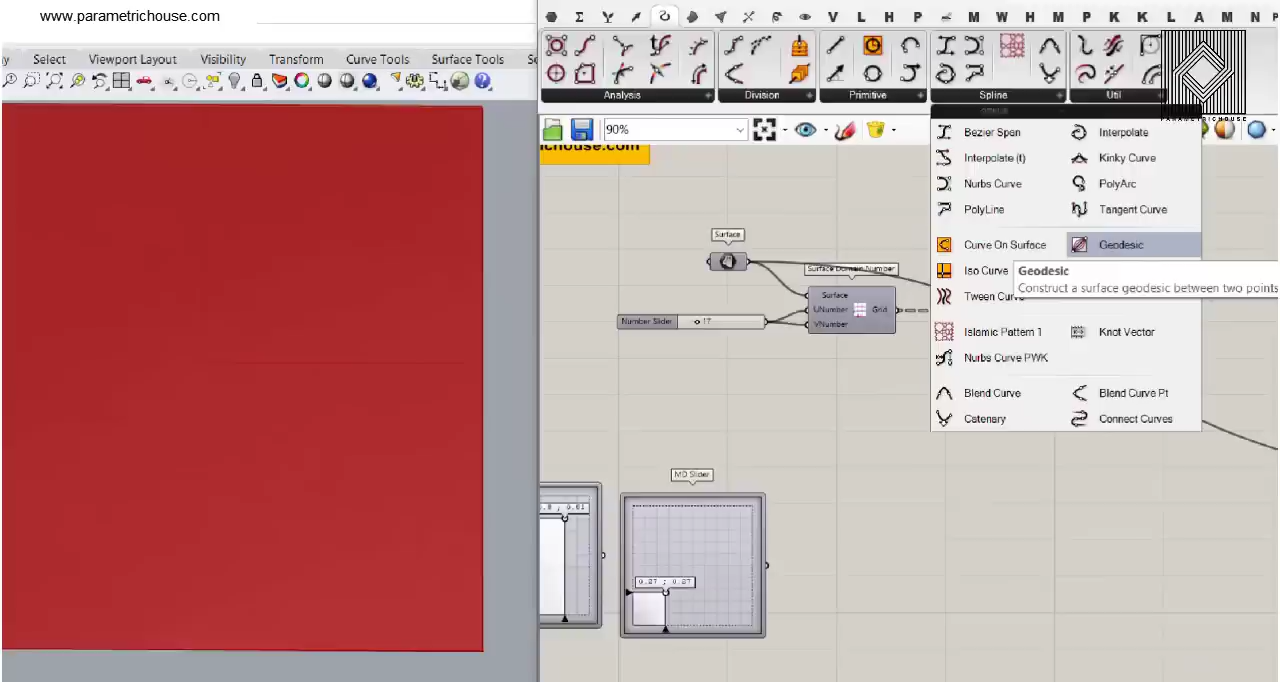 www.parametrichouse.com
Select Viewport Layout Visibility Transform Curve Tools Surface Tools
V L H P M W H M P K K L A M N
Analysis Division Primitive Spline Util
PARAMETRICHOUSE
90%
house.com
Bezier Span Interpolate
Interpolate (t) Kinky Curve
Nurbs Curve PolyArc
PolyLine Tangent Curve
Curve On Surface Geodesic
Iso Curve Geodesic
Construct a surface geodesic between two points
Tween Curve
Islamic Pattern 1 Knot Vector
Nurbs Curve PWK
Blend Curve Blend Curve Pt
Catenary Connect Curves
Surface
Surface Domain Number
Surface
UNumber Grid
VNumber
Number Slider 17
MD Slider
0.27 ; 0.27